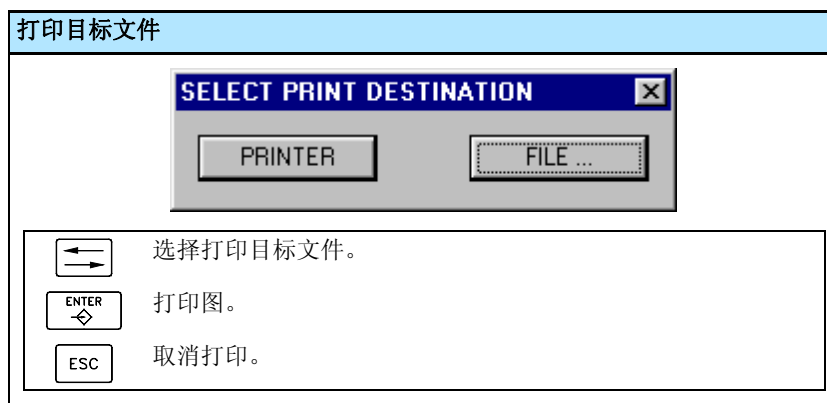 打印目标文件
SELECT PRINT DESTINATION
PRINTER FILE ...
选择打印目标文件。
ENTER 打印图。
ESC 取消打印。